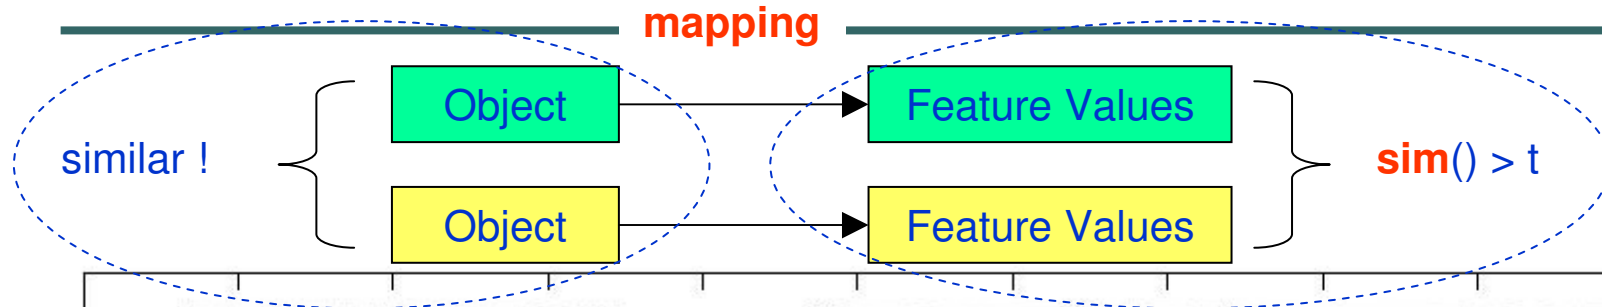 mapping
Object Feature Values
similar ! sim() > t
Object Feature Values